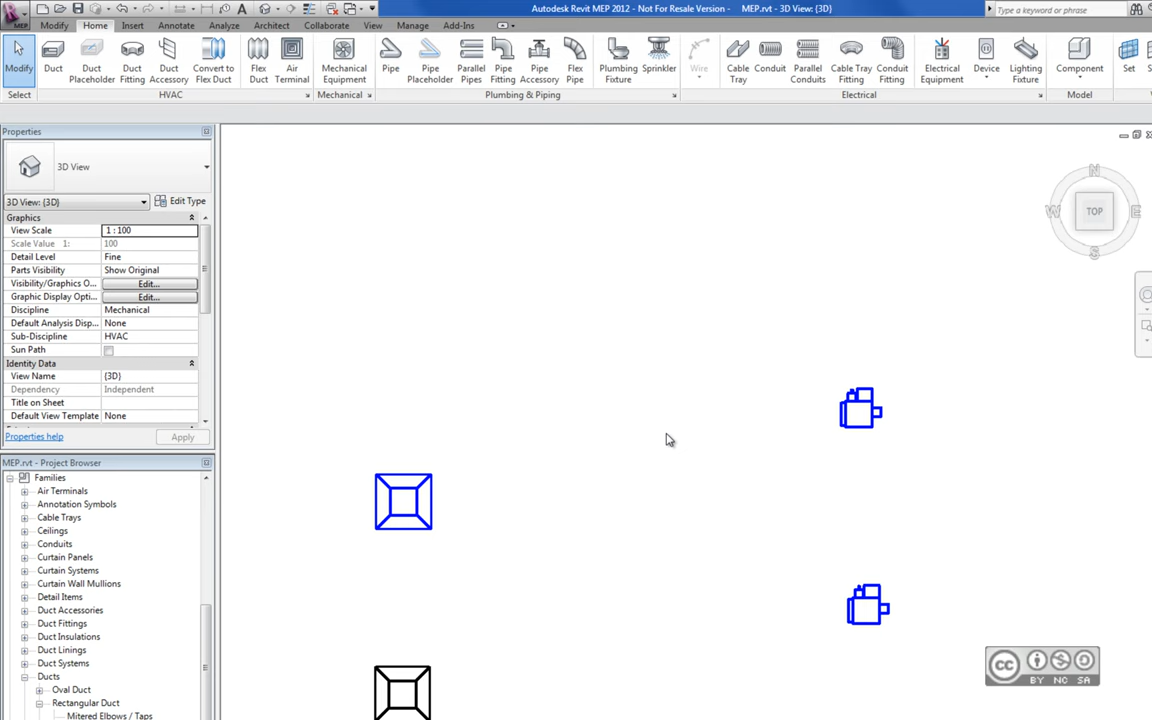 Autodesk Revit MEP 2012 - Not For Resale Version - MEP.rvt - 3D View: {3D}
Type a keyword or phrase
MEP
Modify Home Insert Annotate Analyze Architect Collaborate View Manage Add-Ins
Modify Duct Duct Placeholder Duct Fitting Duct Accessory Convert to Flex Duct Flex Duct Air Terminal Mechanical Equipment Pipe Pipe Placeholder Parallel Pipes Pipe Fitting Pipe Accessory Flex Pipe Plumbing Fixture Sprinkler Wire Cable Tray Conduit Parallel Conduits Cable Tray Fitting Conduit Fitting Electrical Equipment Device Lighting Fixture Component Set
Select HVAC Mechanical Plumbing & Piping Electrical Model
Properties
3D View
3D View: {3D} Edit Type
Graphics
View Scale 1 : 100
Scale Value 1: 100
Detail Level Fine
Parts Visibility Show Original
Visibility/Graphics O... Edit...
Graphic Display Opti... Edit...
Discipline Mechanical
Default Analysis Disp... None
Sub-Discipline HVAC
Sun Path
Identity Data
View Name {3D}
Dependency Independent
Title on Sheet
Default View Template None
Properties help Apply
MEP.rvt - Project Browser
Families
Air Terminals
Annotation Symbols
Cable Trays
Ceilings
Conduits
Curtain Panels
Curtain Systems
Curtain Wall Mullions
Detail Items
Duct Accessories
Duct Fittings
Duct Insulations
Duct Linings
Duct Systems
Ducts
Oval Duct
Rectangular Duct
Mitered Elbows / Taps
N
W TOP E
S
cc
BY NC SA